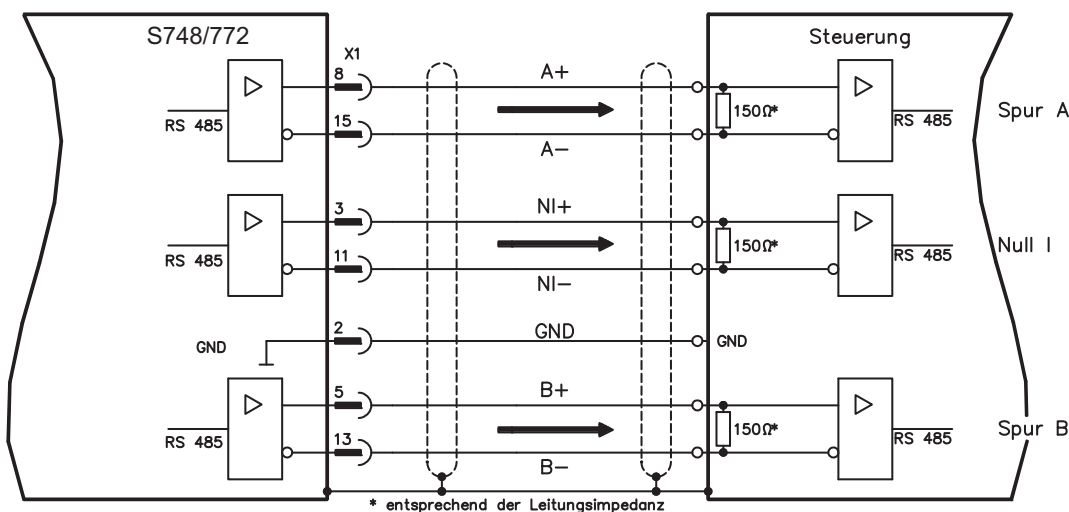 S748/772
Steuerung
X1
8
A+
RS 485
150Ω*
RS 485
Spur A
15
A–
3
NI+
RS 485
150Ω*
RS 485
Null I
11
NI–
2
GND
GND
GND
5
B+
RS 485
150Ω*
RS 485
Spur B
13
B–
* entsprechend der Leitungsimpedanz